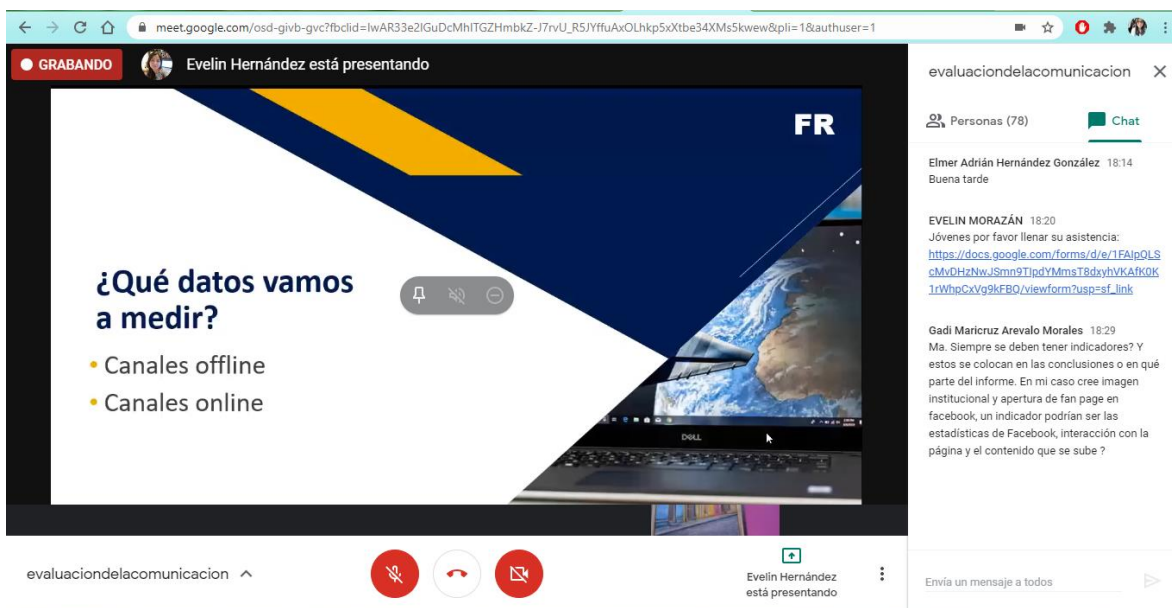 meet.google.com/osd-givb-gvc?fbclid=IwAR33e2IGuDcMhITGZHmbkZ-J7rvU_R5JYffuAxOLhkp5xXtbe34XMs5kwew&pli=1&authuser=1
GRABANDO
Evelin Hernández está presentando
FR
¿Qué datos vamos
a medir?
• Canales offline
• Canales online
DELL
evaluaciondelacomunicacion
Evelin Hernández
está presentando
evaluaciondelacomunicacion
Personas (78)
Chat
Elmer Adrián Hernández González 18:14
Buena tarde
EVELIN MORAZÁN 18:20
Jóvenes por favor llenar su asistencia:
https://docs.google.com/forms/d/e/1FAIpQLS
cMvDHzNwJSmn9TIpdYMmsT8dxyhVKAfK0K
1rWhpCxVg9kFBQ/viewform?usp=sf_link
Gadi Maricruz Arevalo Morales 18:29
Ma. Siempre se deben tener indicadores? Y
estos se colocan en las conclusiones o en qué
parte del informe. En mi caso cree imagen
institucional y apertura de fan page en
facebook, un indicador podrían ser las
estadísticas de Facebook, interacción con la
página y el contenido que se sube ?
Envía un mensaje a todos